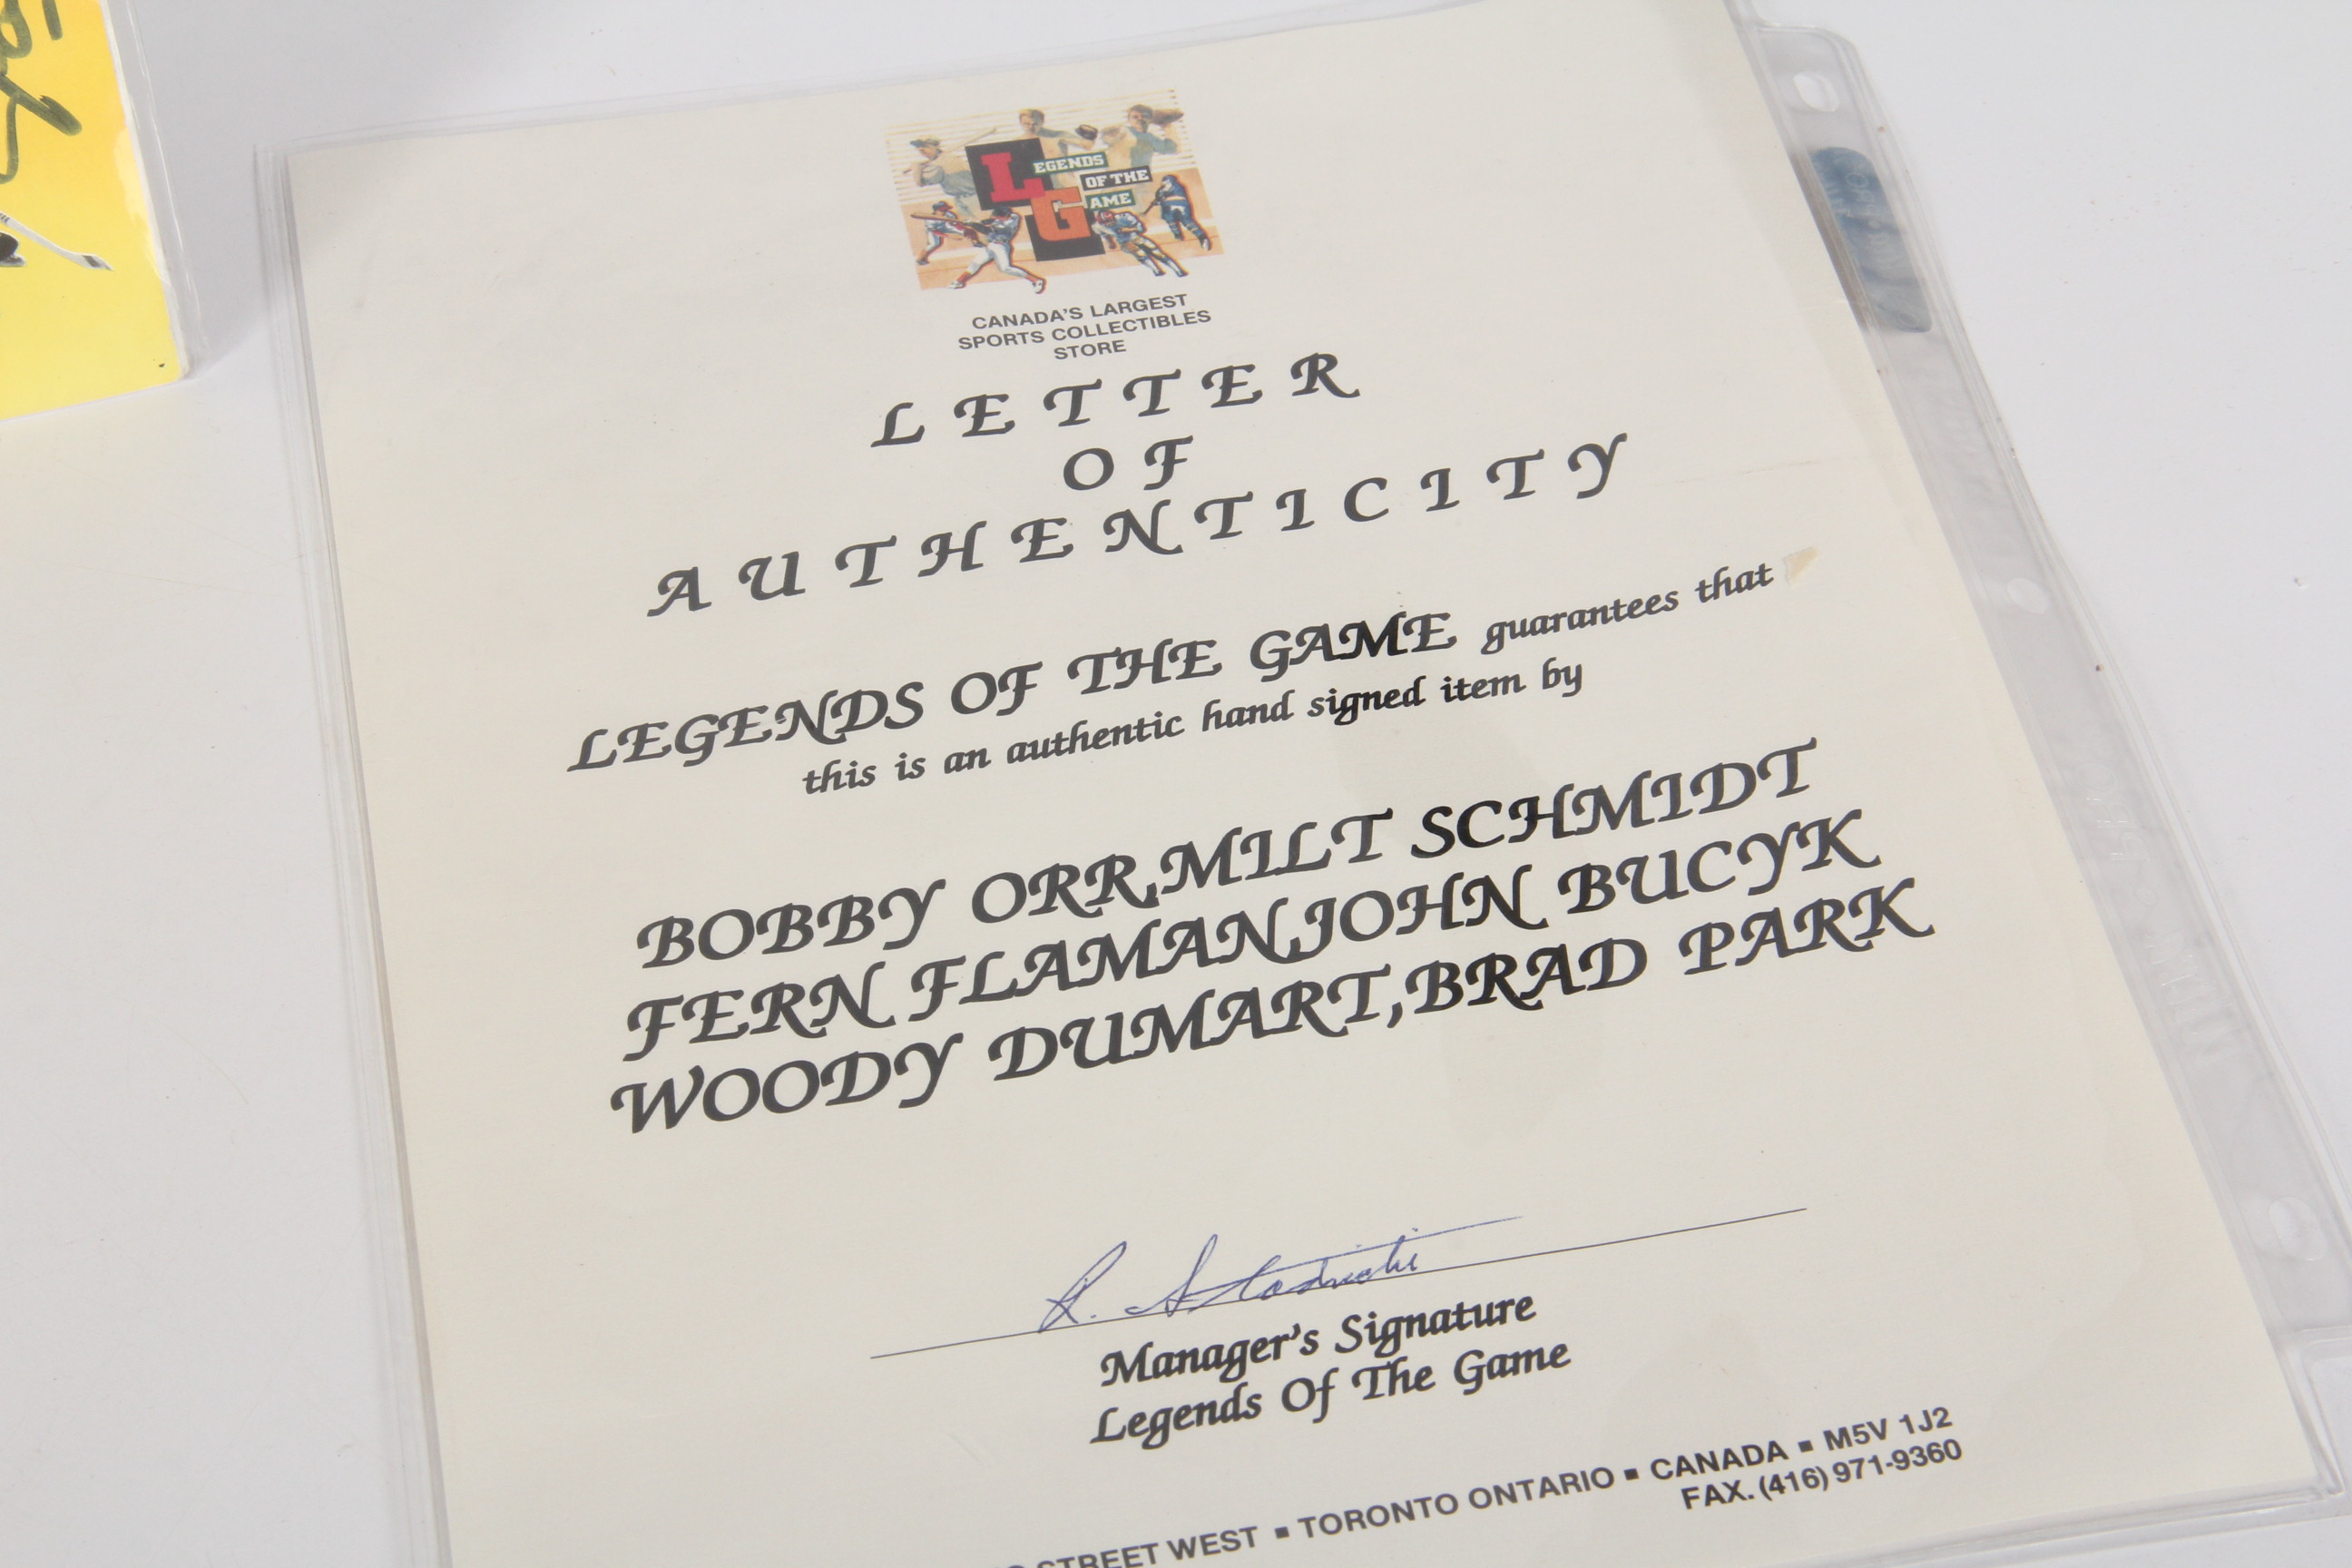 LEGENDS
OF THE
GAME
CANADA'S LARGEST
SPORTS COLLECTIBLES
STORE
LETTER
OF
AUTHENTICITY
LEGENDS OF THE GAME guarantees that
this is an authentic hand signed item by
BOBBY ORR,MILT SCHMIDT
FERN FLAMAN,JOHN BUCYK
WOODY DUMART,BRAD PARK
R.
Manager's Signature
Legends Of The Game
STREET WEST ▪ TORONTO ONTARIO ▪ CANADA ▪ M5V 1J2
FAX. (416) 971-9360